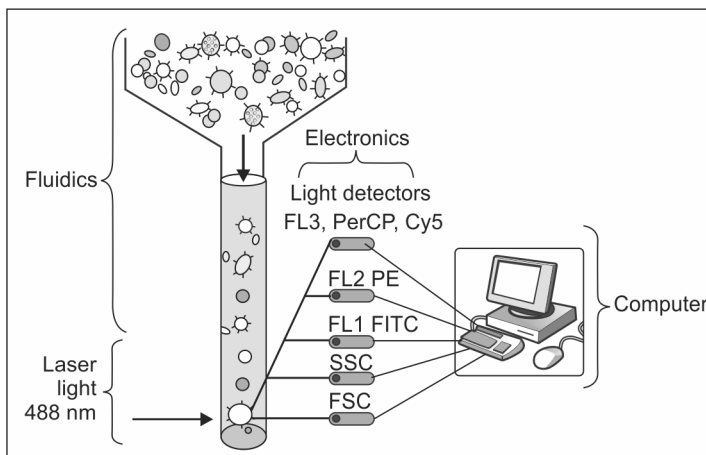 Electronics
Fluidics
Light detectors
FL3, PerCP, Cy5
FL2 PE
Computer
FL1 FITC
SSC
Laser
light
488 nm
FSC